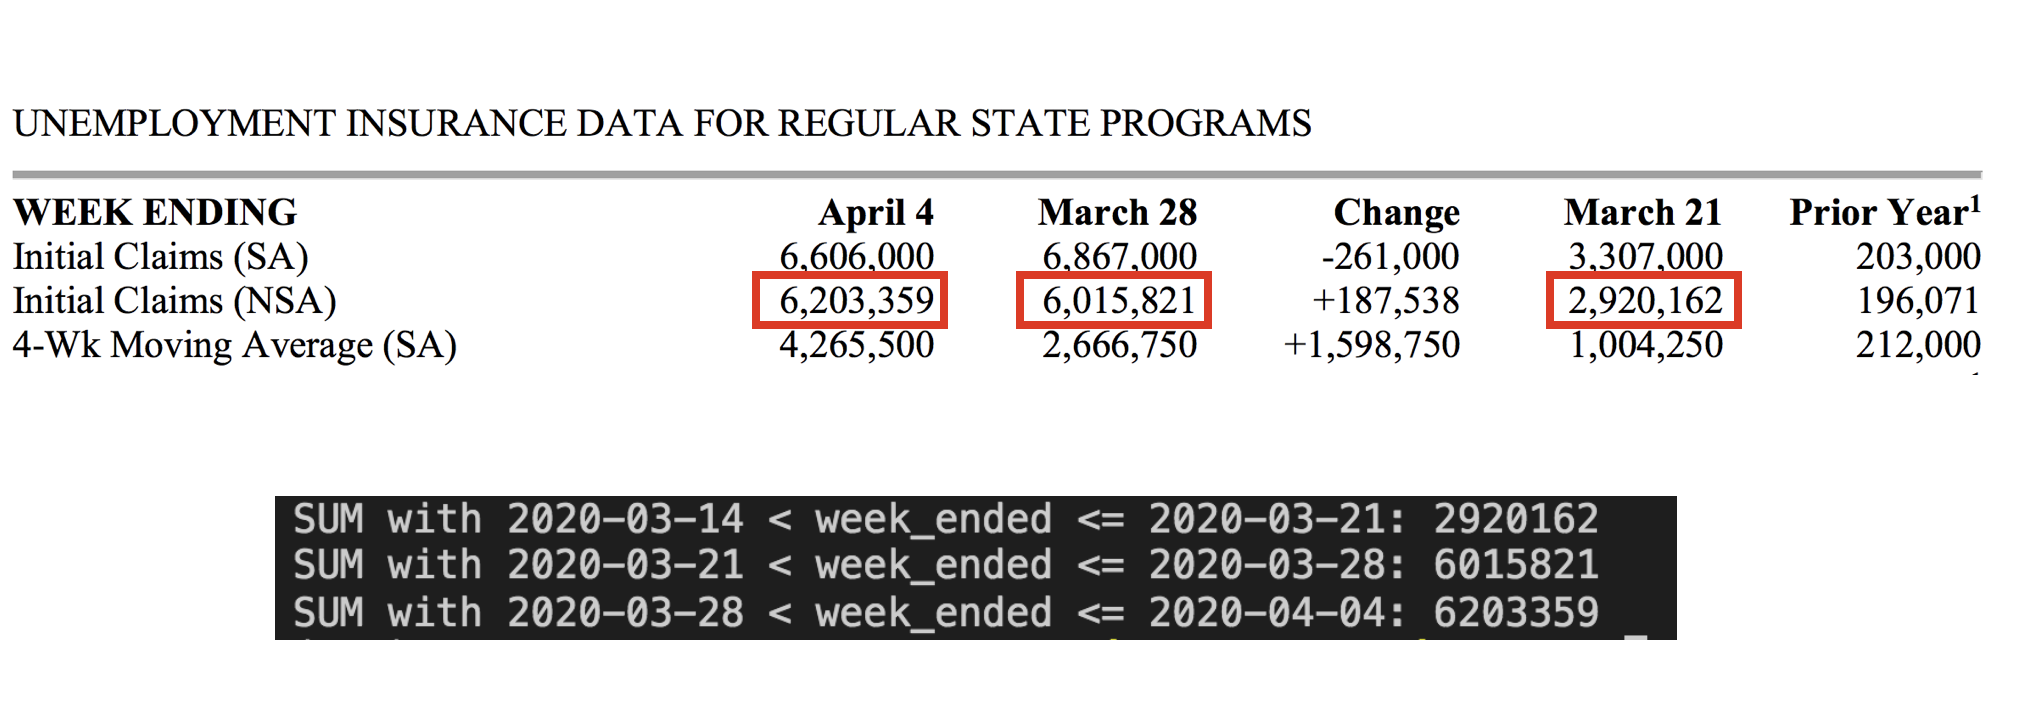 UNEMPLOYMENT INSURANCE DATA FOR REGULAR STATE PROGRAMS
WEEK ENDING April 4 March 28 Change March 21 Prior Year¹
Initial Claims (SA) 6,606,000 6,867,000 -261,000 3,307,000 203,000
Initial Claims (NSA) 6,203,359 6,015,821 +187,538 2,920,162 196,071
4-Wk Moving Average (SA) 4,265,500 2,666,750 +1,598,750 1,004,250 212,000
SUM with 2020-03-14 < week_ended <= 2020-03-21: 2920162
SUM with 2020-03-21 < week_ended <= 2020-03-28: 6015821
SUM with 2020-03-28 < week_ended <= 2020-04-04: 6203359